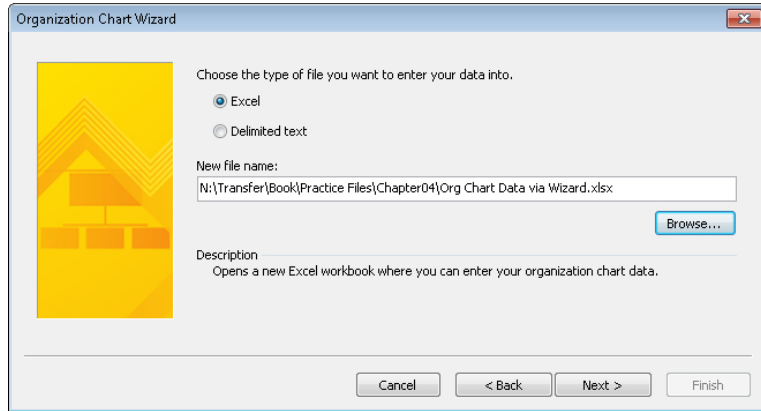 Organization Chart Wizard
Choose the type of file you want to enter your data into.
Excel
Delimited text
New file name:
N:\Transfer\Book\Practice Files\Chapter04\Org Chart Data via Wizard.xlsx
Browse...
Description
Opens a new Excel workbook where you can enter your organization chart data.
Cancel < Back Next > Finish